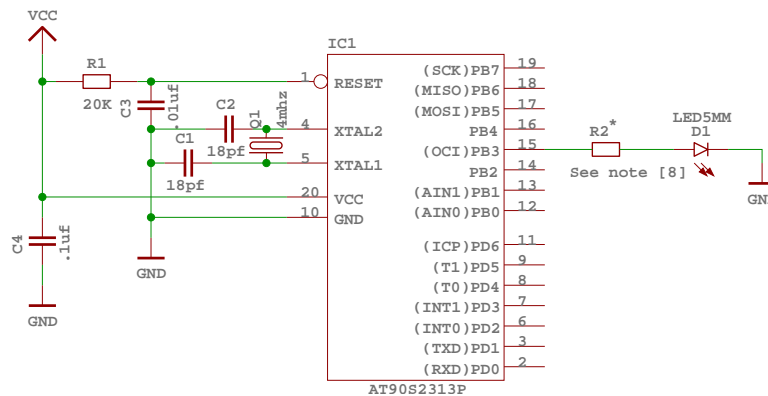 VCC
IC1
R1
20K
C3
.01uf
C2
18pf
C1
18pf
Q1
4mhz
C4
.1uf
GND
GND
1
RESET
4
XTAL2
5
XTAL1
20
VCC
10
GND
(SCK)PB7 19
(MISO)PB6 18
(MOSI)PB5 17
PB4 16
(OCI)PB3 15
PB2 14
(AIN1)PB1 13
(AIN0)PB0 12
(ICP)PD6 11
(T1)PD5 9
(T0)PD4 8
(INT1)PD3 7
(INT0)PD2 6
(TXD)PD1 3
(RXD)PD0 2
AT90S2313P
R2*
See note [8]
LED5MM
D1
GND